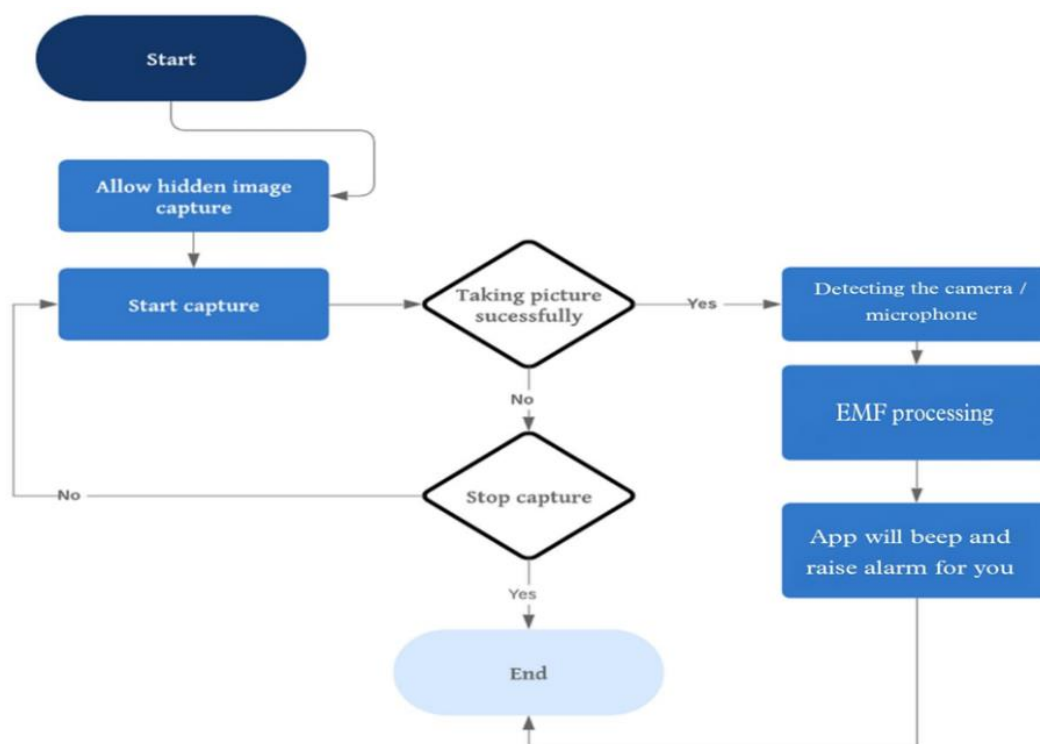 Start
Allow hidden image
capture
Start capture
Taking picture
sucessfully
Yes
Detecting the camera /
microphone
No
EMF processing
No
Stop capture
App will beep and
raise alarm for you
Yes
End